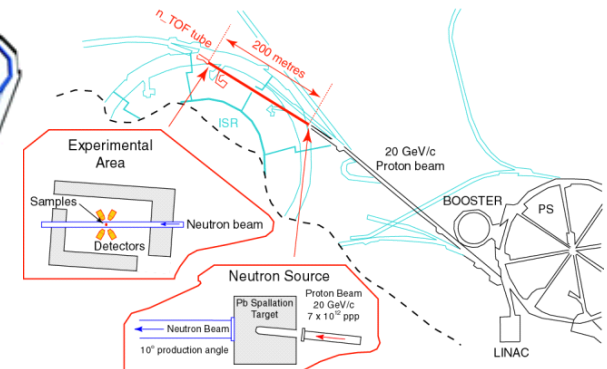 n_TOF tube
200 metres
ISR
20 GeV/c
Proton beam
BOOSTER
PS
LINAC
Experimental
Area
Samples
Neutron beam
Detectors
Neutron Source
Pb Spallation
Target
Proton Beam
20 GeV/c
7 x 10¹² ppp
Neutron Beam
10° production angle